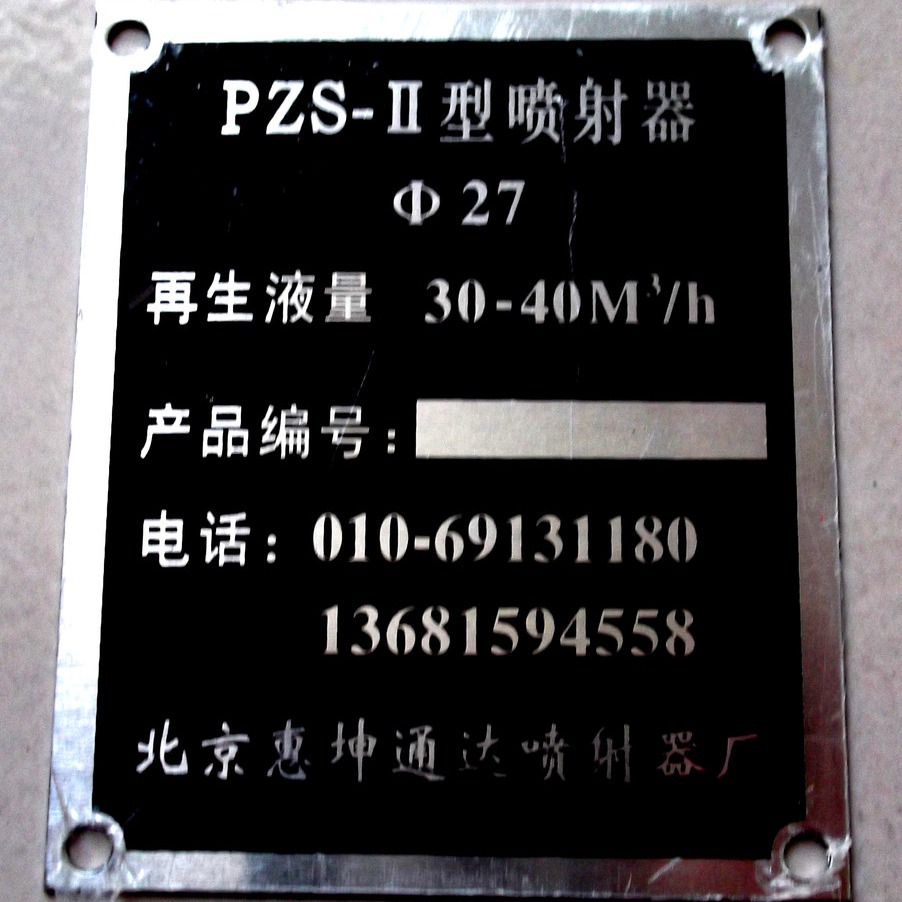 PZS-Ⅱ型喷射器
Φ27
再生液量 30-40M³/h
产品编号：
电话：010-69131180
13681594558
北京惠坤通达喷射器厂